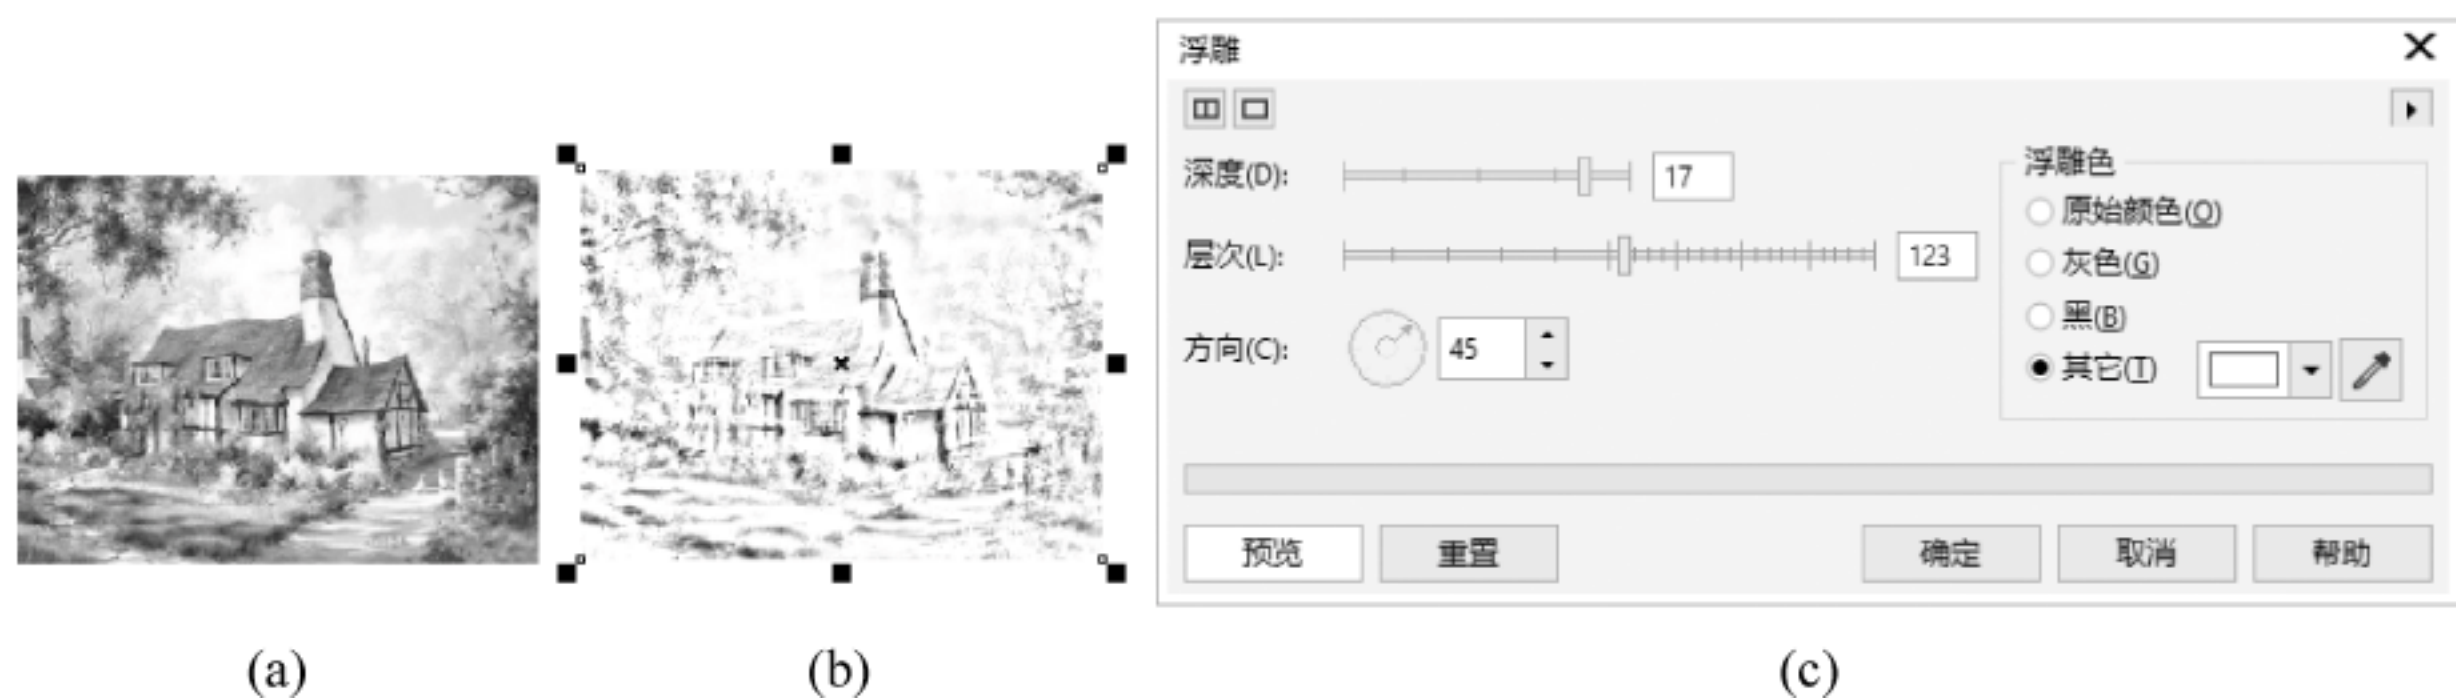 浮雕
深度(D): 17
浮雕色
原始颜色(O)
层次(L): 123
灰色(G)
黑(B)
方向(C): 45
其它(T)
预览 重置 确定 取消 帮助
(a) (b) (c)